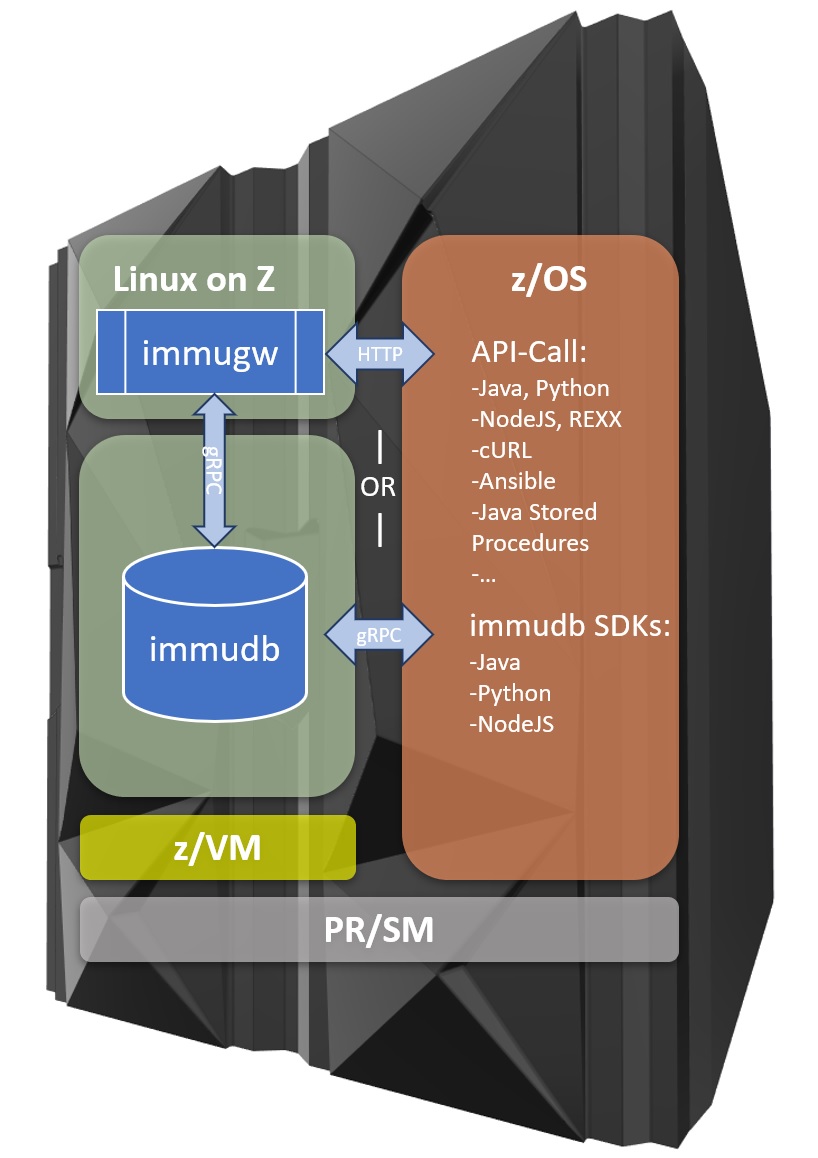 Linux on Z
immugw
gRPC
immudb
z/VM
HTTP
OR
gRPC
z/OS
API-Call:
-Java, Python
-NodeJS, REXX
-cURL
-Ansible
-Java Stored
Procedures
-...
immudb SDKs:
-Java
-Python
-NodeJS
PR/SM